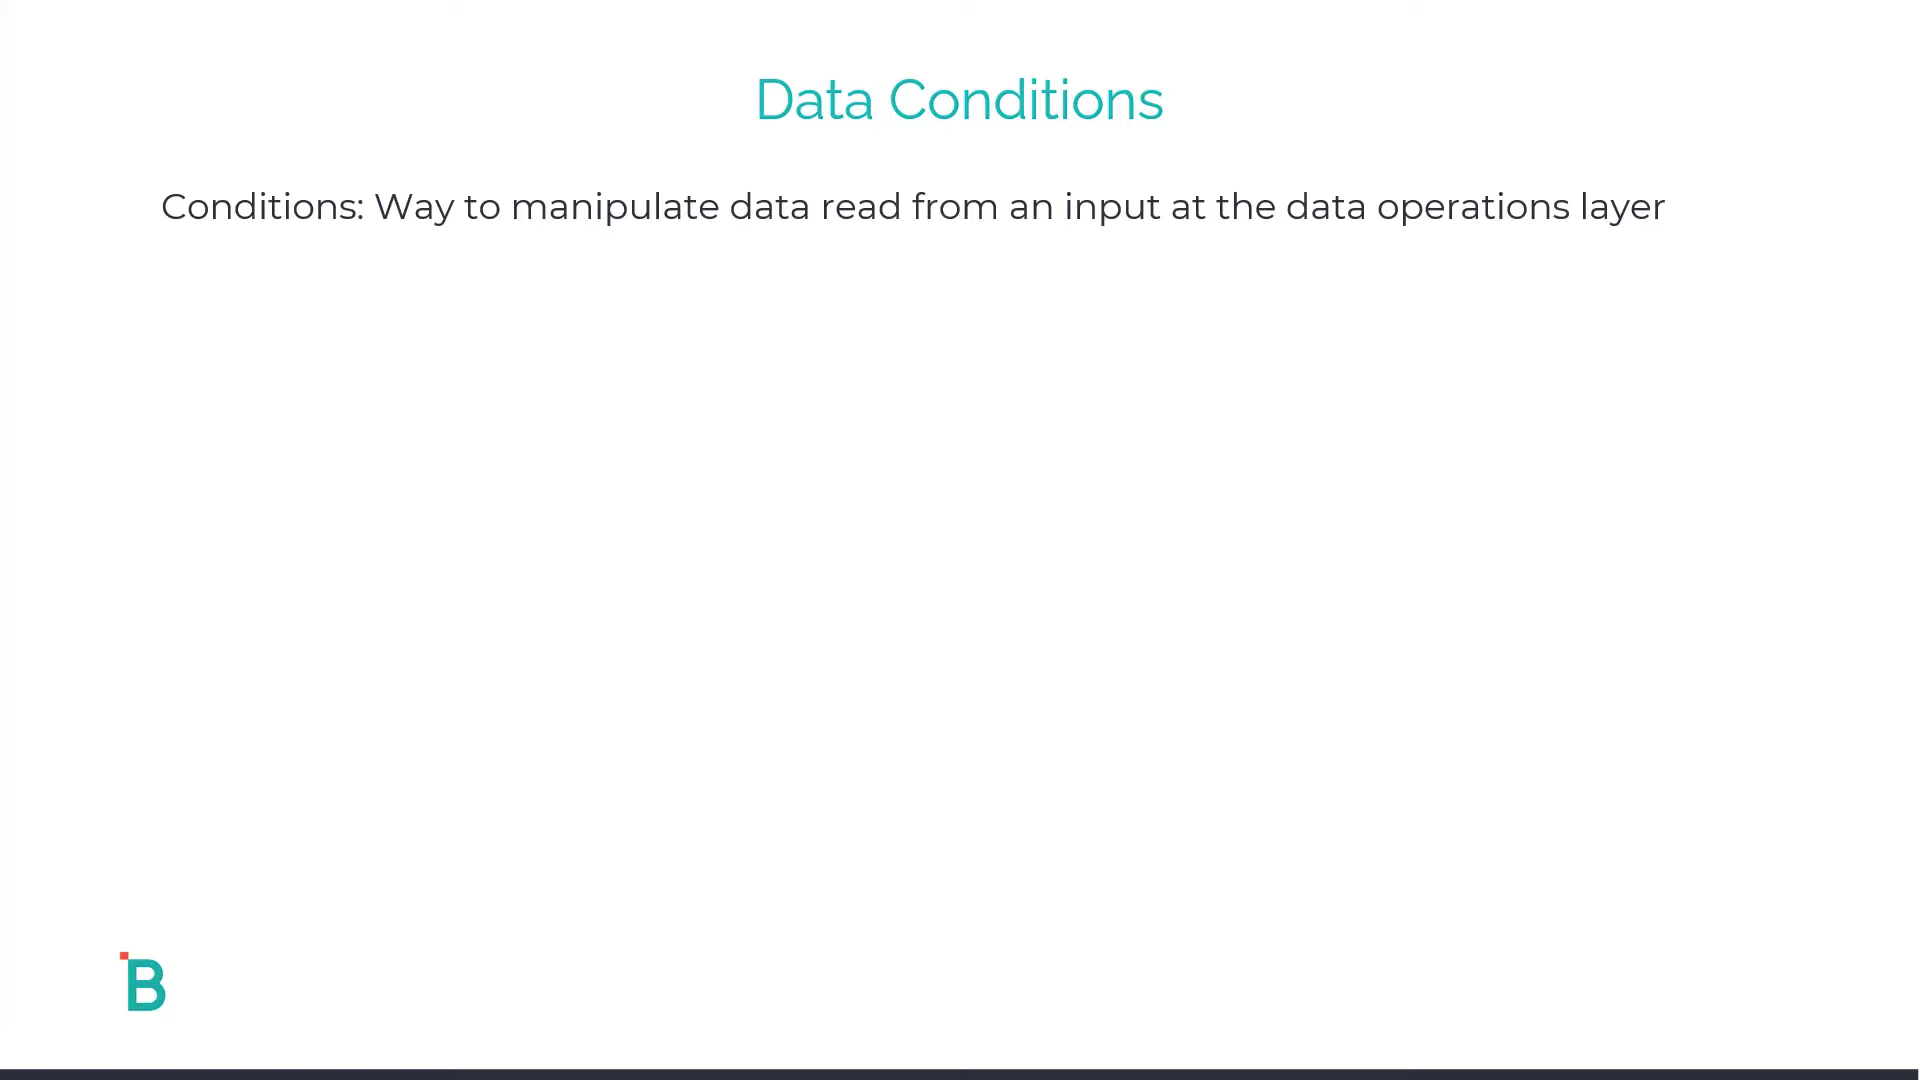 Data Conditions
Conditions: Way to manipulate data read from an input at the data operations layer
B